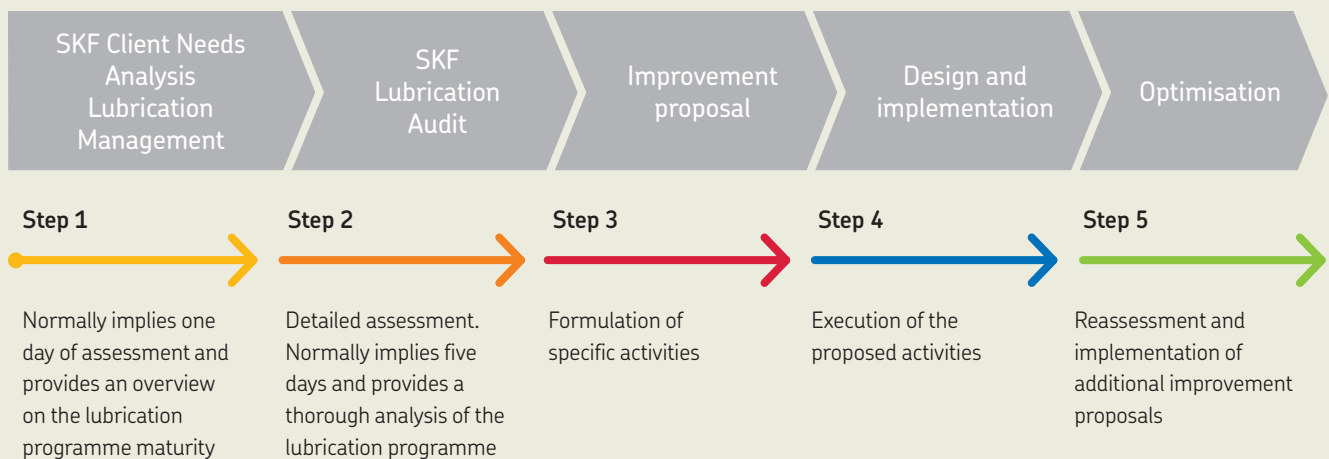 SKF Client Needs
Analysis
Lubrication
Management
SKF
Lubrication
Audit
Improvement
proposal
Design and
implementation
Optimisation
Step 1
Normally implies one
day of assessment and
provides an overview
on the lubrication
programme maturity
Step 2
Detailed assessment.
Normally implies five
days and provides a
thorough analysis of the
lubrication programme
Step 3
Formulation of
specific activities
Step 4
Execution of the
proposed activities
Step 5
Reassessment and
implementation of
additional improvement
proposals